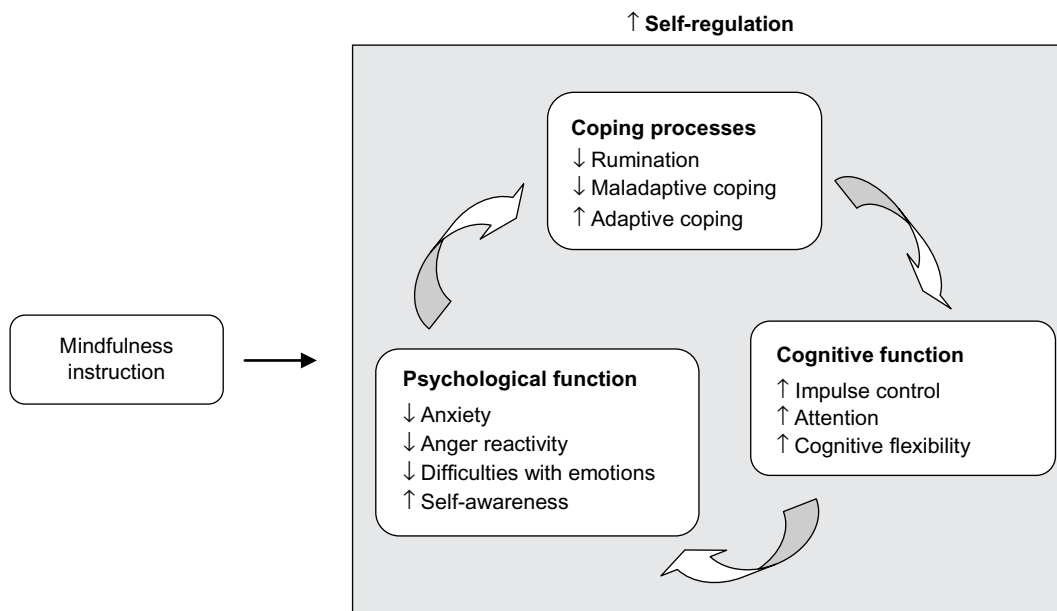 ↑ Self-regulation
Coping processes
↓ Rumination
↓ Maladaptive coping
↑ Adaptive coping
Mindfulness
instruction
Psychological function
↓ Anxiety
↓ Anger reactivity
↓ Difficulties with emotions
↑ Self-awareness
Cognitive function
↑ Impulse control
↑ Attention
↑ Cognitive flexibility